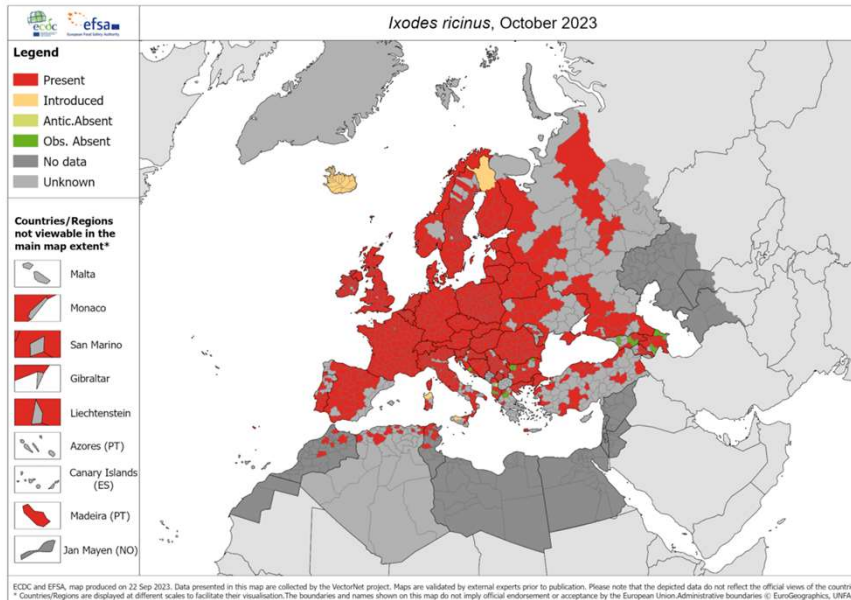 ecdc
efsa
European Food Safety Authority
Ixodes ricinus, October 2023
Legend
Present
Introduced
Antic.Absent
Obs. Absent
No data
Unknown
Countries/Regions
not viewable in the
main map extent*
Malta
Monaco
San Marino
Gibraltar
Liechtenstein
Azores (PT)
Canary Islands
(ES)
Madeira (PT)
Jan Mayen (NO)
ECDC and EFSA, map produced on 22 Sep 2023. Data presented in this map are collected by the VectorNet project. Maps are validated by external experts prior to publication. Please note that the depicted data do not reflect the official views of the countri
* Countries/Regions are displayed at different scales to facilitate their visualisation.The boundaries and names shown on this map do not imply official endorsement or acceptance by the European Union.Administrative boundaries © EuroGeographics, UNFA